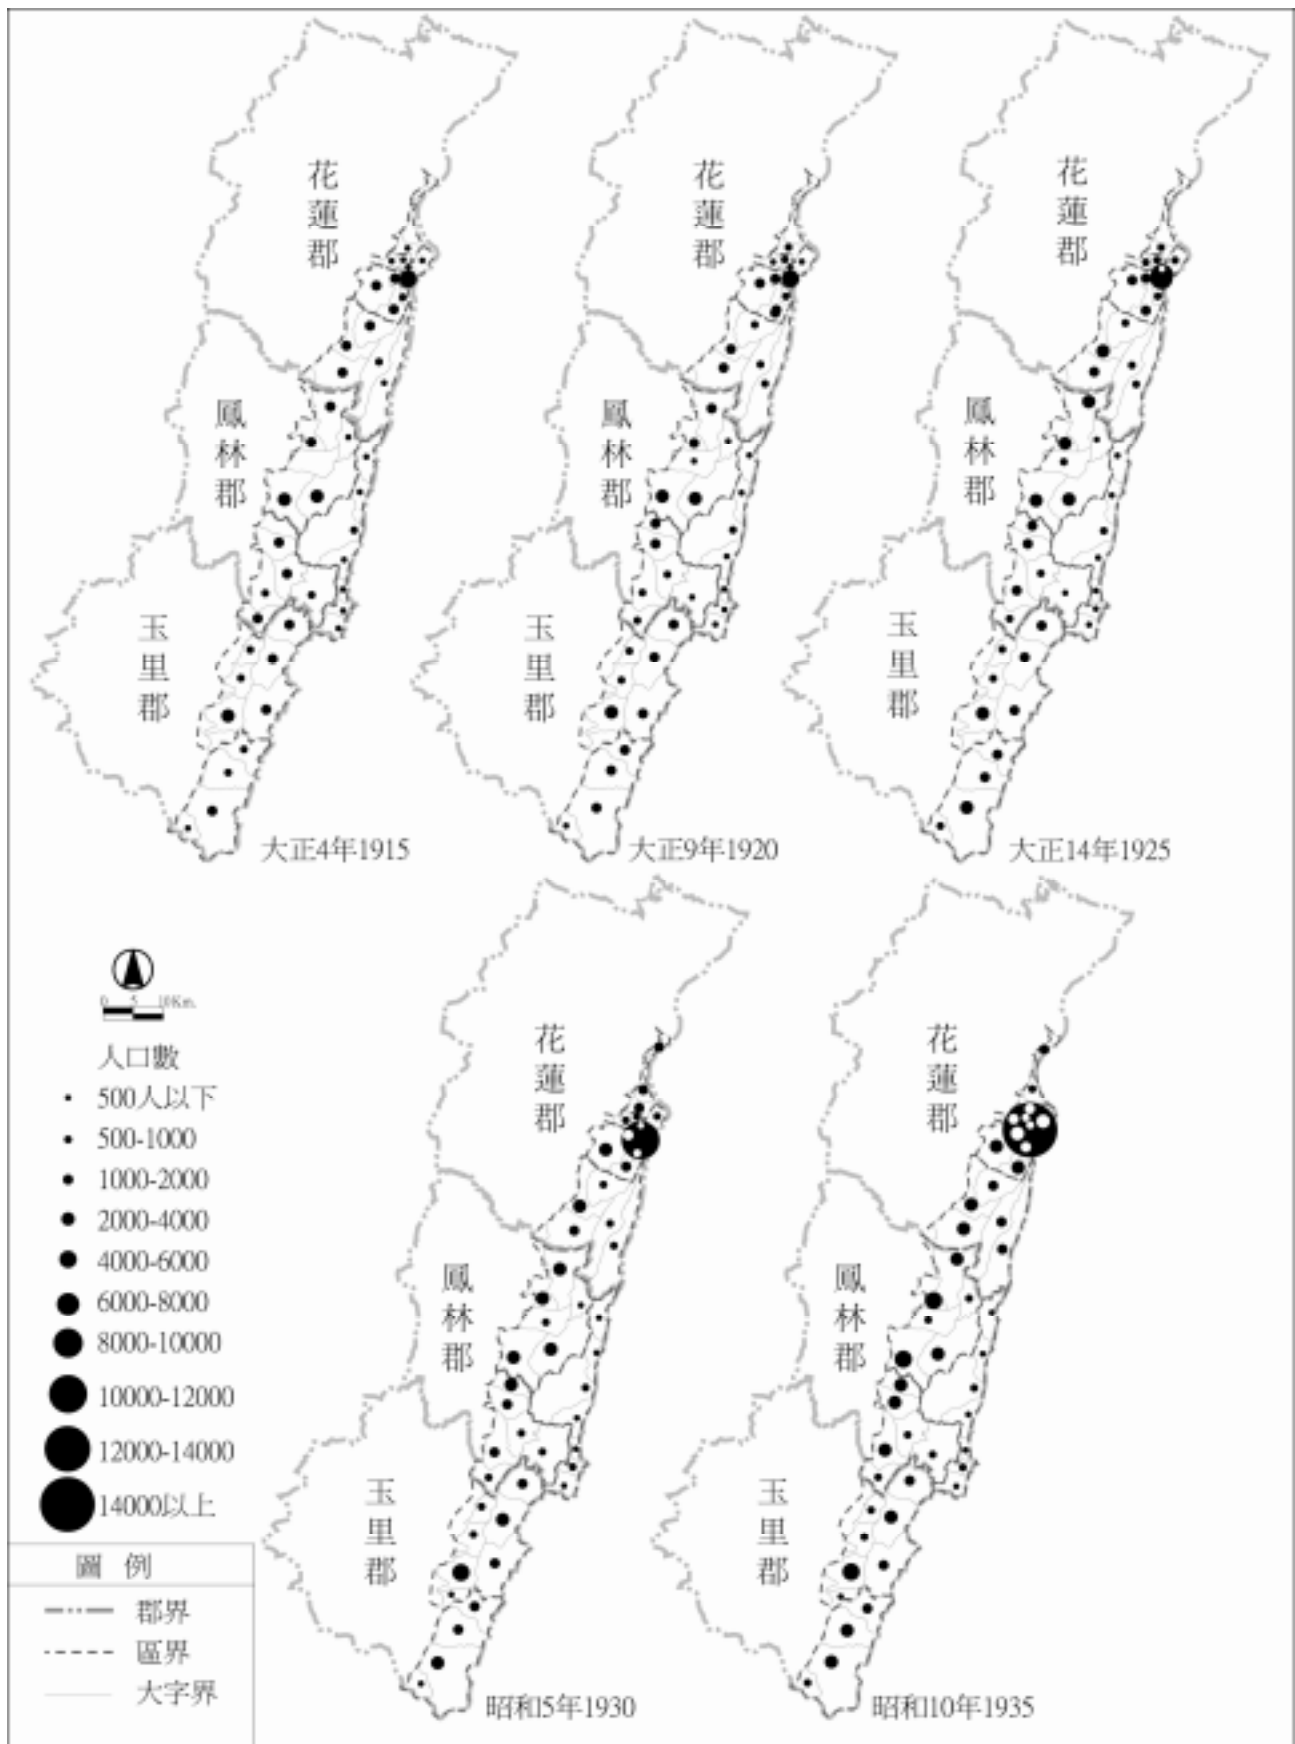 花蓮郡
鳳林郡
玉里郡
大正4年1915
花蓮郡
鳳林郡
玉里郡
大正9年1920
花蓮郡
鳳林郡
玉里郡
大正14年1925
0 5 10Km.
人口數
500人以下
500-1000
1000-2000
2000-4000
4000-6000
6000-8000
8000-10000
10000-12000
12000-14000
14000以上
圖 例
郡界
區界
大字界
花蓮郡
鳳林郡
玉里郡
昭和5年1930
花蓮郡
鳳林郡
玉里郡
昭和10年1935